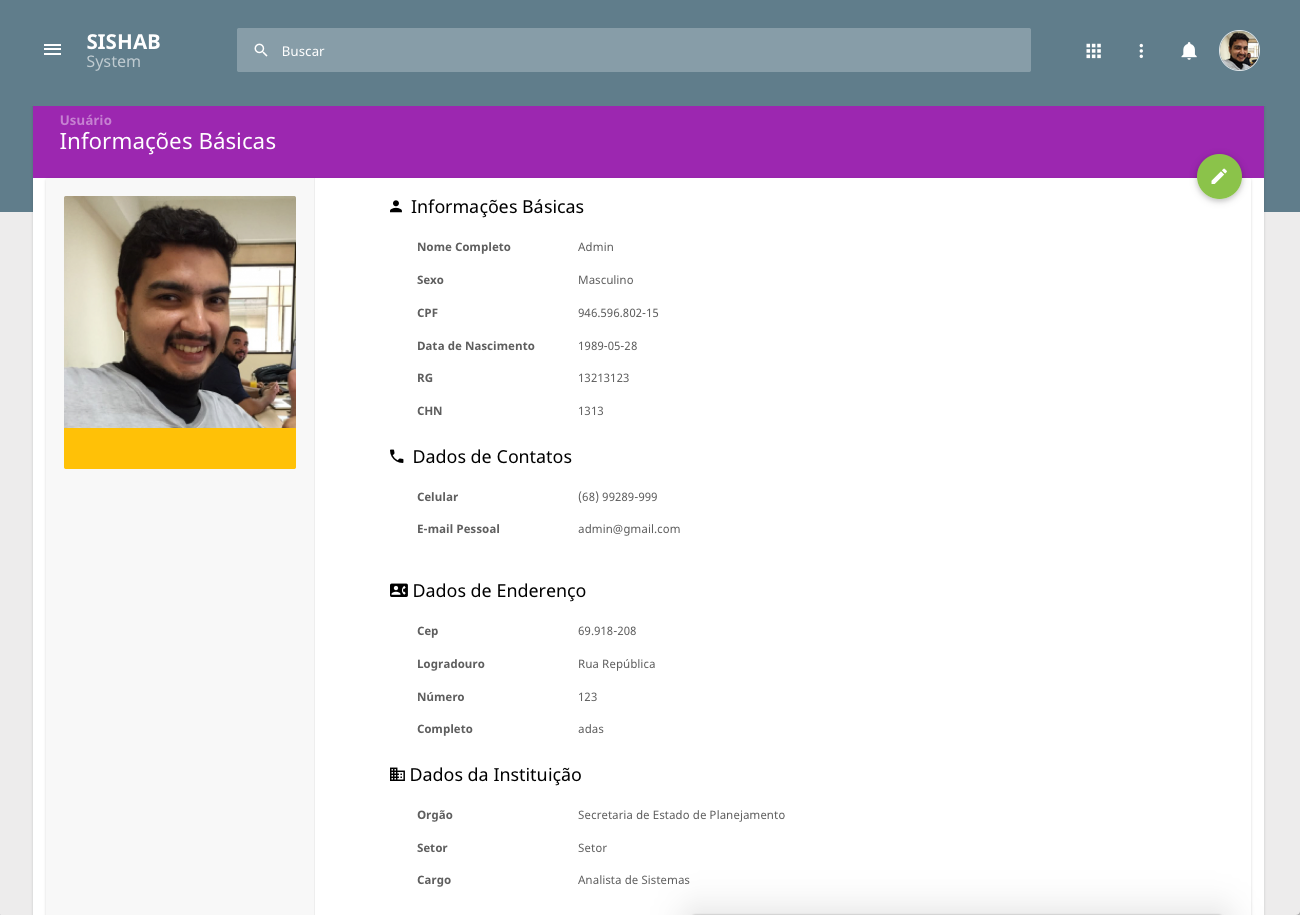 SISHAB
System
Buscar
Usuário
Informações Básicas
Informações Básicas
Nome Completo Admin
Sexo Masculino
CPF 946.596.802-15
Data de Nascimento 1989-05-28
RG 13213123
CHN 1313
Dados de Contatos
Celular (68) 99289-999
E-mail Pessoal admin@gmail.com
Dados de Enderenço
Cep 69.918-208
Logradouro Rua República
Número 123
Completo adas
Dados da Instituição
Orgão Secretaria de Estado de Planejamento
Setor Setor
Cargo Analista de Sistemas